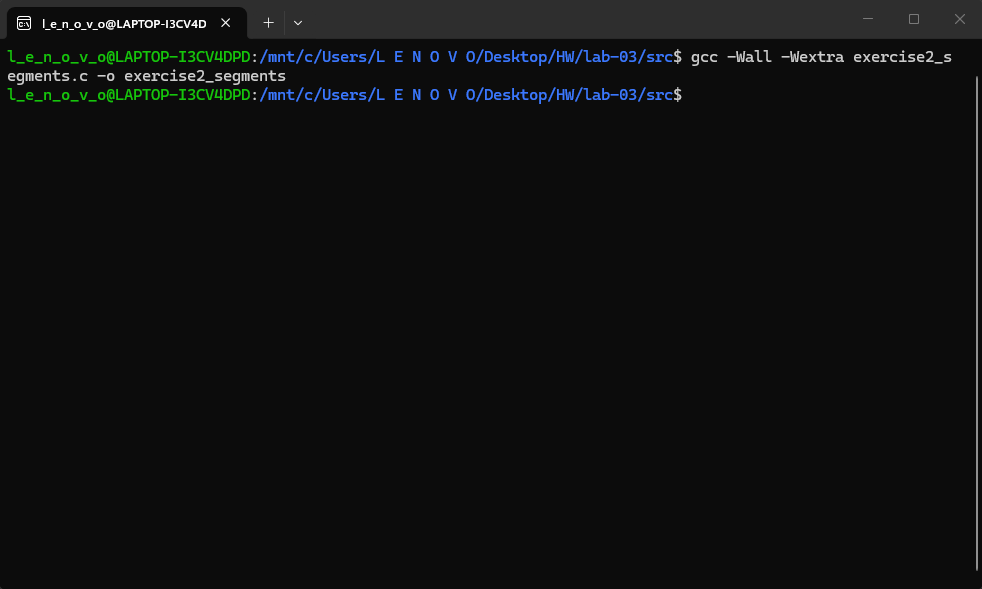 l_e_n_o_v_o@LAPTOP-I3CV4D
l_e_n_o_v_o@LAPTOP-I3CV4DPD:/mnt/c/Users/L E N O V O/Desktop/HW/lab-03/src$ gcc -Wall -Wextra exercise2_s
egments.c -o exercise2_segments
l_e_n_o_v_o@LAPTOP-I3CV4DPD:/mnt/c/Users/L E N O V O/Desktop/HW/lab-03/src$